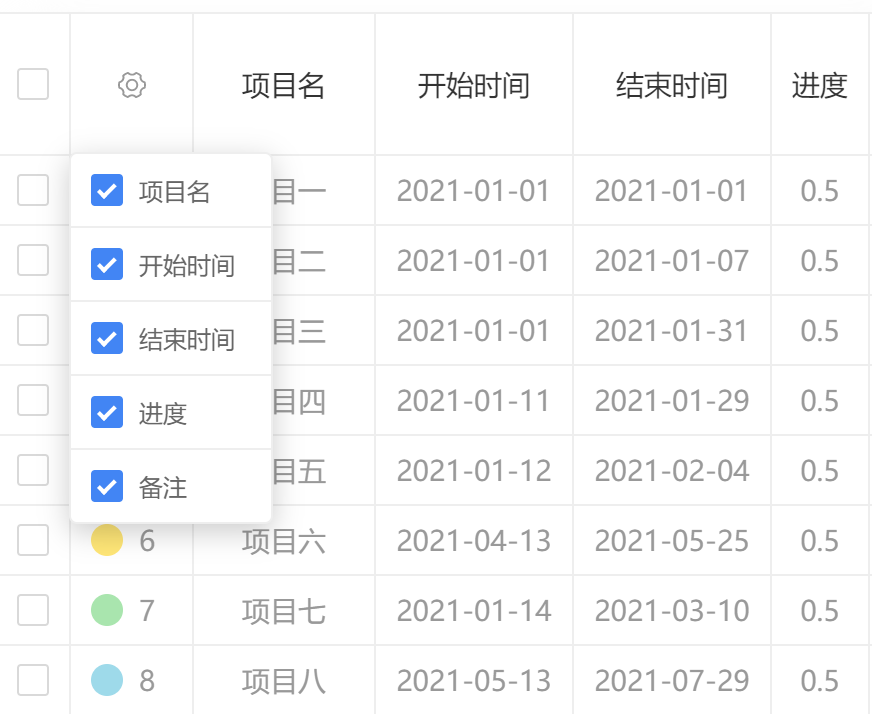 项目名 开始时间 结束时间 进度
项目名 目一 2021-01-01 2021-01-01 0.5
开始时间 目二 2021-01-01 2021-01-07 0.5
结束时间 目三 2021-01-01 2021-01-31 0.5
进度 目四 2021-01-11 2021-01-29 0.5
备注 目五 2021-01-12 2021-02-04 0.5
6 项目六 2021-04-13 2021-05-25 0.5
7 项目七 2021-01-14 2021-03-10 0.5
8 项目八 2021-05-13 2021-07-29 0.5